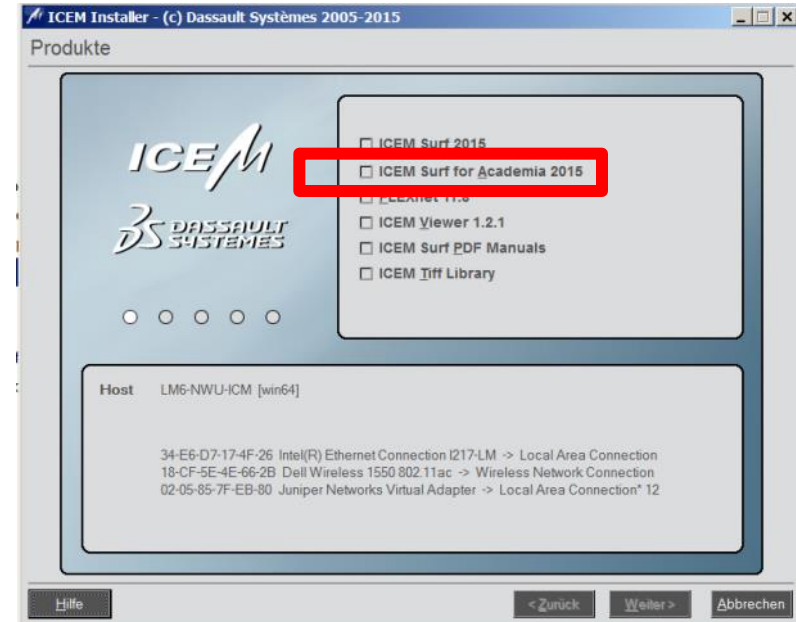 ICEM Installer - (c) Dassault Systèmes 2005-2015
Produkte
ICEM
DASSAULT
SYSTEMES
ICEM Surf 2015
ICEM Surf for Academia 2015
FLEXnet 11.8
ICEM Viewer 1.2.1
ICEM Surf PDF Manuals
ICEM Tiff Library
Host LM6-NWU-ICM [win64]
34-E6-D7-17-4F-26 Intel(R) Ethernet Connection I217-LM -> Local Area Connection
18-CF-5E-4E-66-2B Dell Wireless 1550 802.11ac -> Wireless Network Connection
02-05-85-7F-EB-80 Juniper Networks Virtual Adapter -> Local Area Connection* 12
Hilfe < Zurück Weiter > Abbrechen